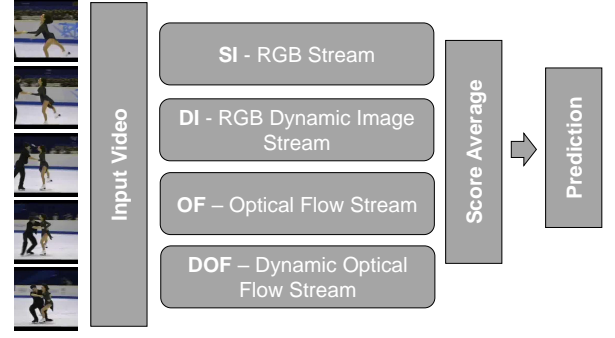 Input Video
SI - RGB Stream
DI - RGB Dynamic Image
Stream
OF – Optical Flow Stream
DOF – Dynamic Optical
Flow Stream
Score Average
Prediction